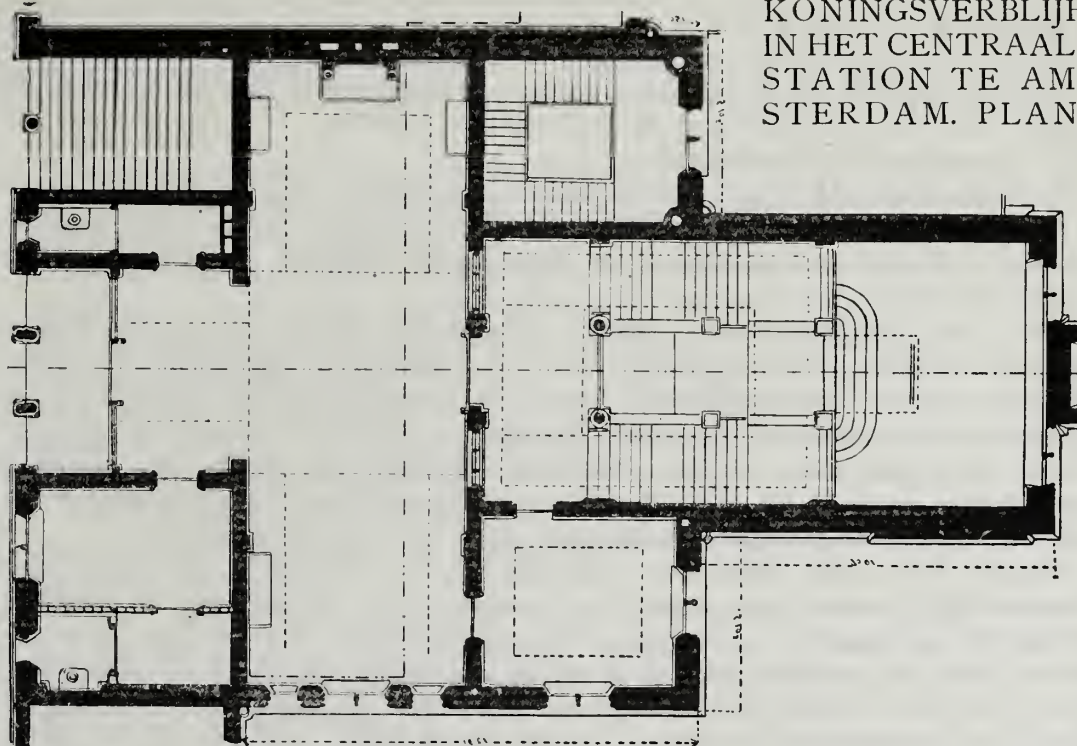 KONINGSVERBLIJF
IN HET CENTRAAL
STATION TE AM
STERDAM. PLAN